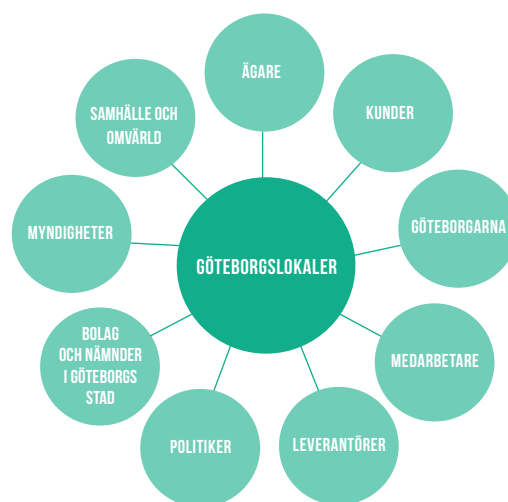 ÄGARE
KUNDER
SAMHÄLLE OCH
OMVÄRLD
GÖTEBORGARNA
MYNDIGHETER
GÖTEBORGSLOKALER
BOLAG
OCH NÄMNDER
I GÖTEBORGS
STAD
MEDARBETARE
POLITIKER
LEVERANTÖRER